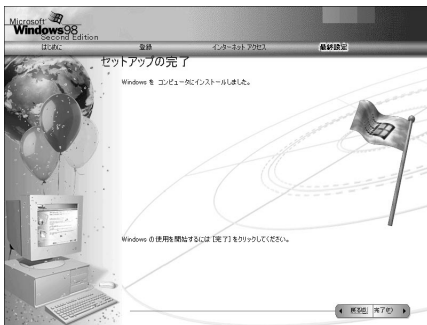 Microsoft
Windows98
Second Edition
はじめに 登録 インターネット アクセス 最終設定
セットアップの完了
Windows を コンピュータにインストールしました。
Windows の使用を開始するには [完了] をクリックしてください。
戻る(B) 完了(F)